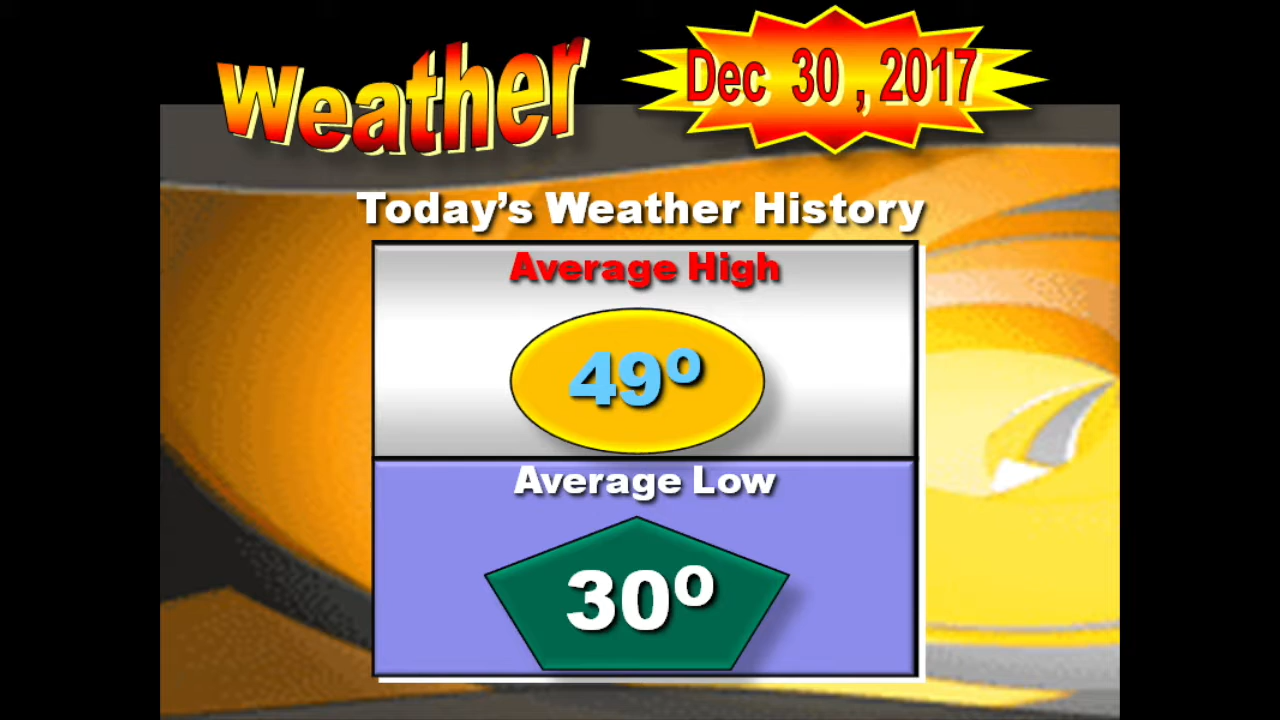 Weather
Dec 30 , 2017
Today’s Weather History
Average High
49º
Average Low
30º